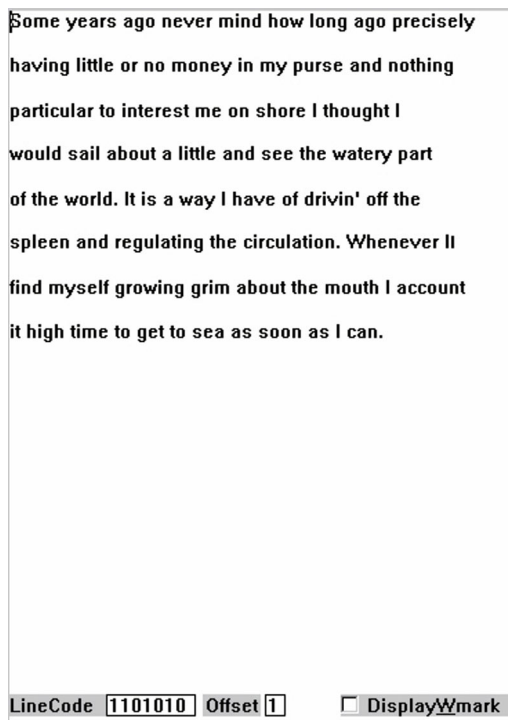 Some years ago never mind how long ago precisely
having little or no money in my purse and nothing
particular to interest me on shore I thought I
would sail about a little and see the watery part
of the world. It is a way I have of drivin' off the
spleen and regulating the circulation. Whenever II
find myself growing grim about the mouth I account
it high time to get to sea as soon as I can.
LineCode 1101010 Offset 1 DisplayWmark